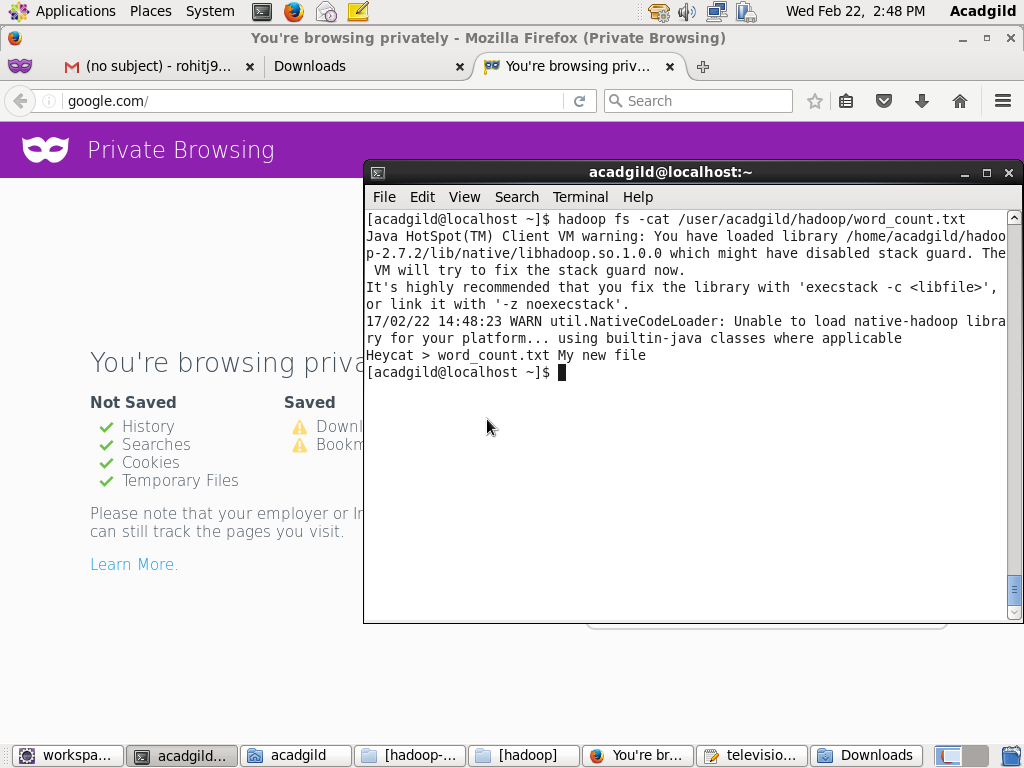 Applications Places System Wed Feb 22, 2:48 PM Acadgild
You're browsing privately - Mozilla Firefox (Private Browsing)
(no subject) - rohitj9... Downloads You're browsing priv...
google.com/ Search
Private Browsing
acadgild@localhost:~
File Edit View Search Terminal Help
[acadgild@localhost ~]$ hadoop fs -cat /user/acadgild/hadoop/word_count.txt
Java HotSpot(TM) Client VM warning: You have loaded library /home/acadgild/hadoo
p-2.7.2/lib/native/libhadoop.so.1.0.0 which might have disabled stack guard. The
 VM will try to fix the stack guard now.
It's highly recommended that you fix the library with 'execstack -c <libfile>',
or link it with '-z noexecstack'.
17/02/22 14:48:23 WARN util.NativeCodeLoader: Unable to load native-hadoop libra
ry for your platform... using builtin-java classes where applicable
Heycat > word_count.txt My new file
[acadgild@localhost ~]$
You're browsing priva
Not Saved Saved
History Downl
Searches Bookm
Cookies
Temporary Files
Please note that your employer or In
can still track the pages you visit.
Learn More.
workspa... acadgild... acadgild [hadoop-... [hadoop] You're br... televisio... Downloads